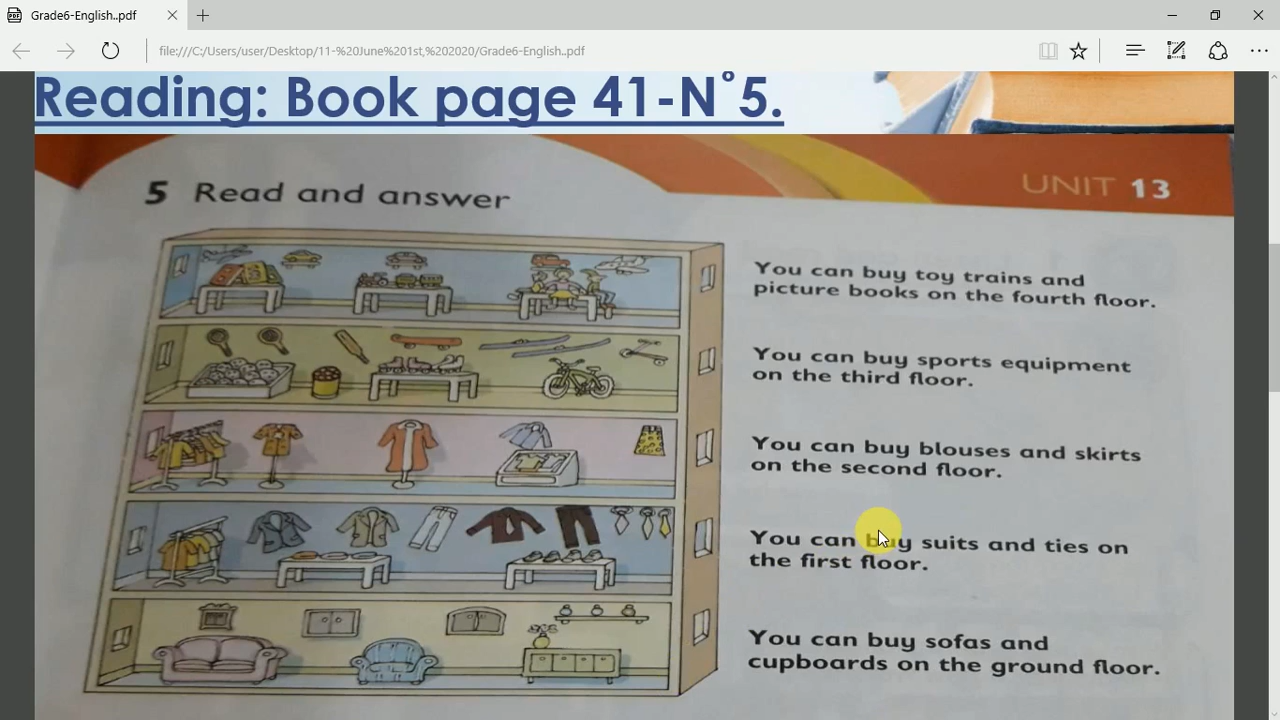 Grade6-English..pdf
file:///C:/Users/user/Desktop/11-%20June%201st,%202020/Grade6-English..pdf
Reading: Book page 41-N°5.
UNIT 13
5 Read and answer
You can buy toy trains and
picture books on the fourth floor.
You can buy sports equipment
on the third floor.
You can buy blouses and skirts
on the second floor.
You can buy suits and ties on
the first floor.
You can buy sofas and
cupboards on the ground floor.